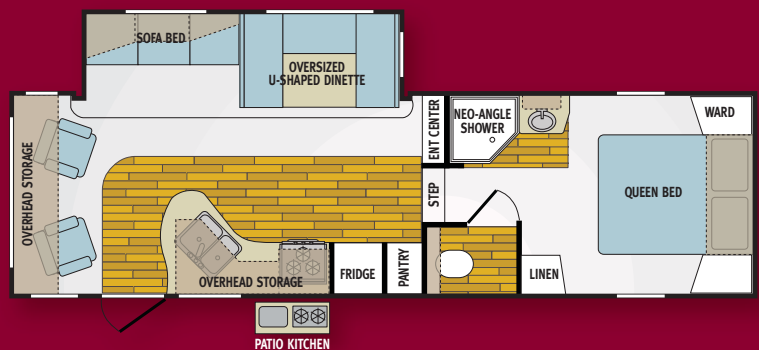 SOFA BED
OVERSIZED
U-SHAPED DINETTE
OVERHEAD STORAGE
ENT CENTER
NEO-ANGLE
SHOWER
WARD
QUEEN BED
STEP
OVERHEAD STORAGE
FRIDGE
PANTRY
LINEN
PATIO KITCHEN